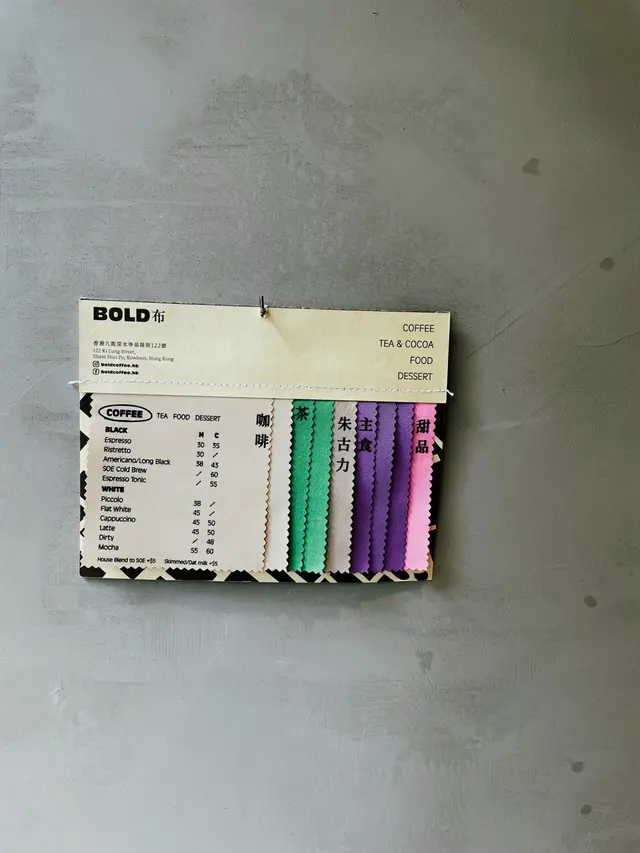 BOLD布
香港九龍深水埗基隆街122號
122 Ki Lung Street,
Sham Shui Po, Kowloon, Hong Kong
boldcoffee.hk
boldcoffee.hk
COFFEE
TEA & COCOA
FOOD
DESSERT
COFFEE TEA FOOD DESSERT
BLACK H C
Espresso 30 35
Ristretto 30 /
Americano/Long Black 38 43
SOE Cold Brew / 60
Espresso Tonic / 55
WHITE
Piccolo 38 /
Flat White 45 /
Cappuccino 45 50
Latte 45 50
Dirty / 48
Mocha 55 60
House Blend to SOE +$5 Skimmed/Oat milk +$5
咖啡
茶
朱古力
主食
甜品